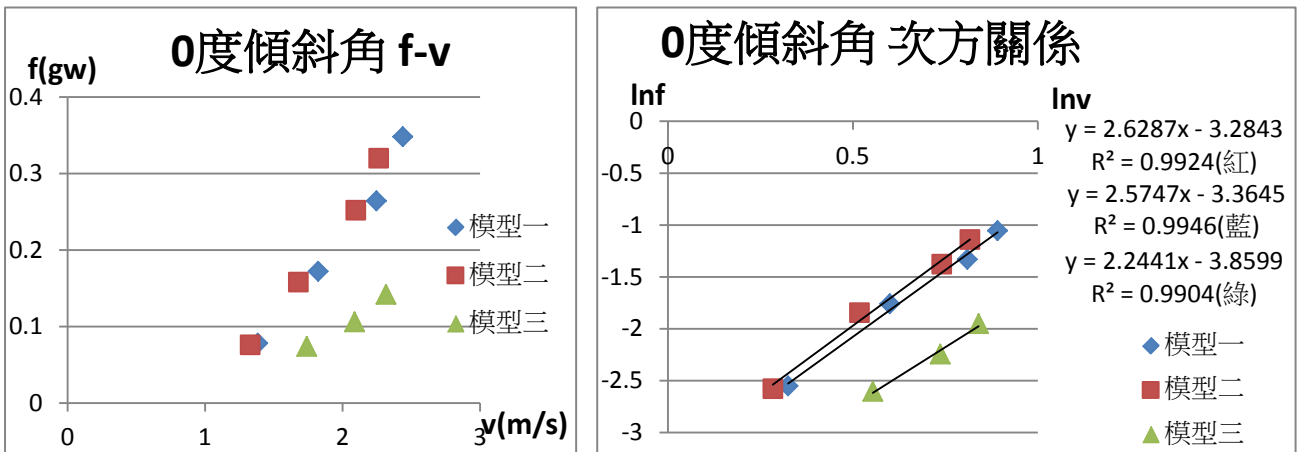 0度傾斜角 f-v
f(gw)
0.4
0.3
0.2
0.1
0
0
1
2
3
v(m/s)
模型一
模型二
模型三
0度傾斜角 次方關係
lnf
lnv
0
-0.5
-1
-1.5
-2
-2.5
-3
0
0.5
1
y = 2.6287x - 3.2843
R² = 0.9924(紅)
y = 2.5747x - 3.3645
R² = 0.9946(藍)
y = 2.2441x - 3.8599
R² = 0.9904(綠)
模型一
模型二
模型三